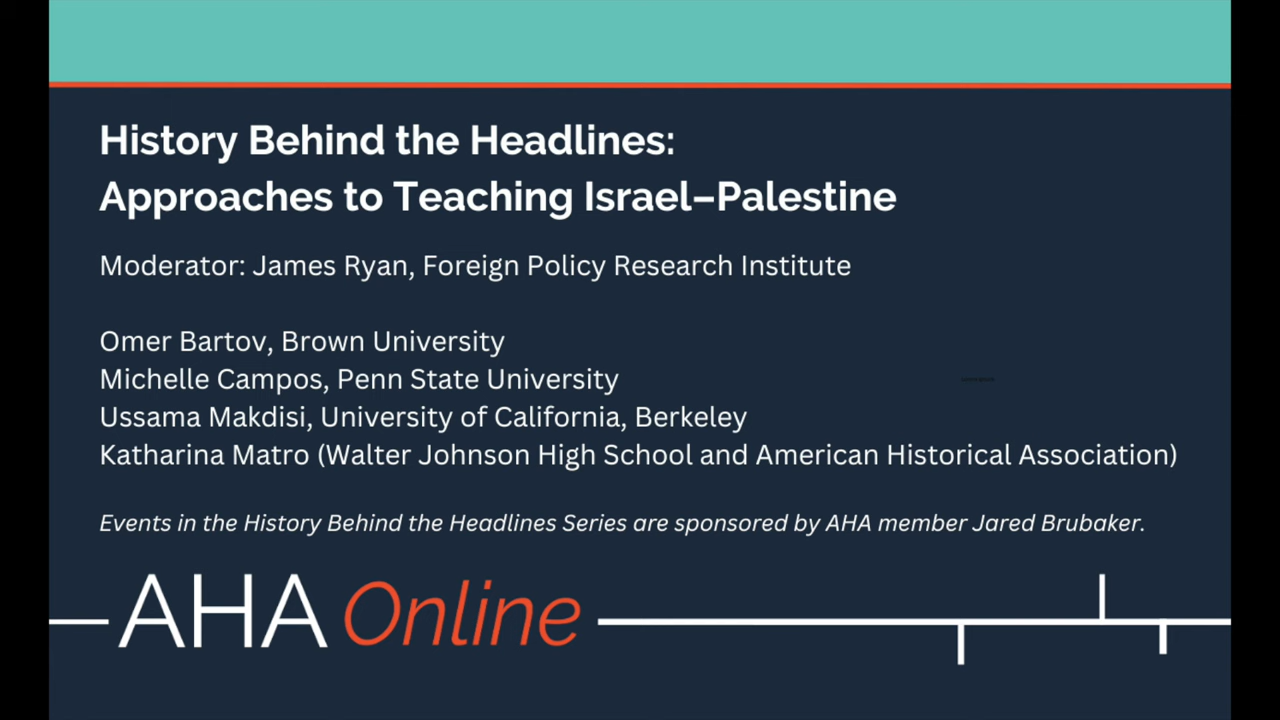 History Behind the Headlines:
Approaches to Teaching Israel–Palestine
Moderator: James Ryan, Foreign Policy Research Institute
Omer Bartov, Brown University
Michelle Campos, Penn State University
Ussama Makdisi, University of California, Berkeley
Katharina Matro (Walter Johnson High School and American Historical Association)
Events in the History Behind the Headlines Series are sponsored by AHA member Jared Brubaker.
AHA Online